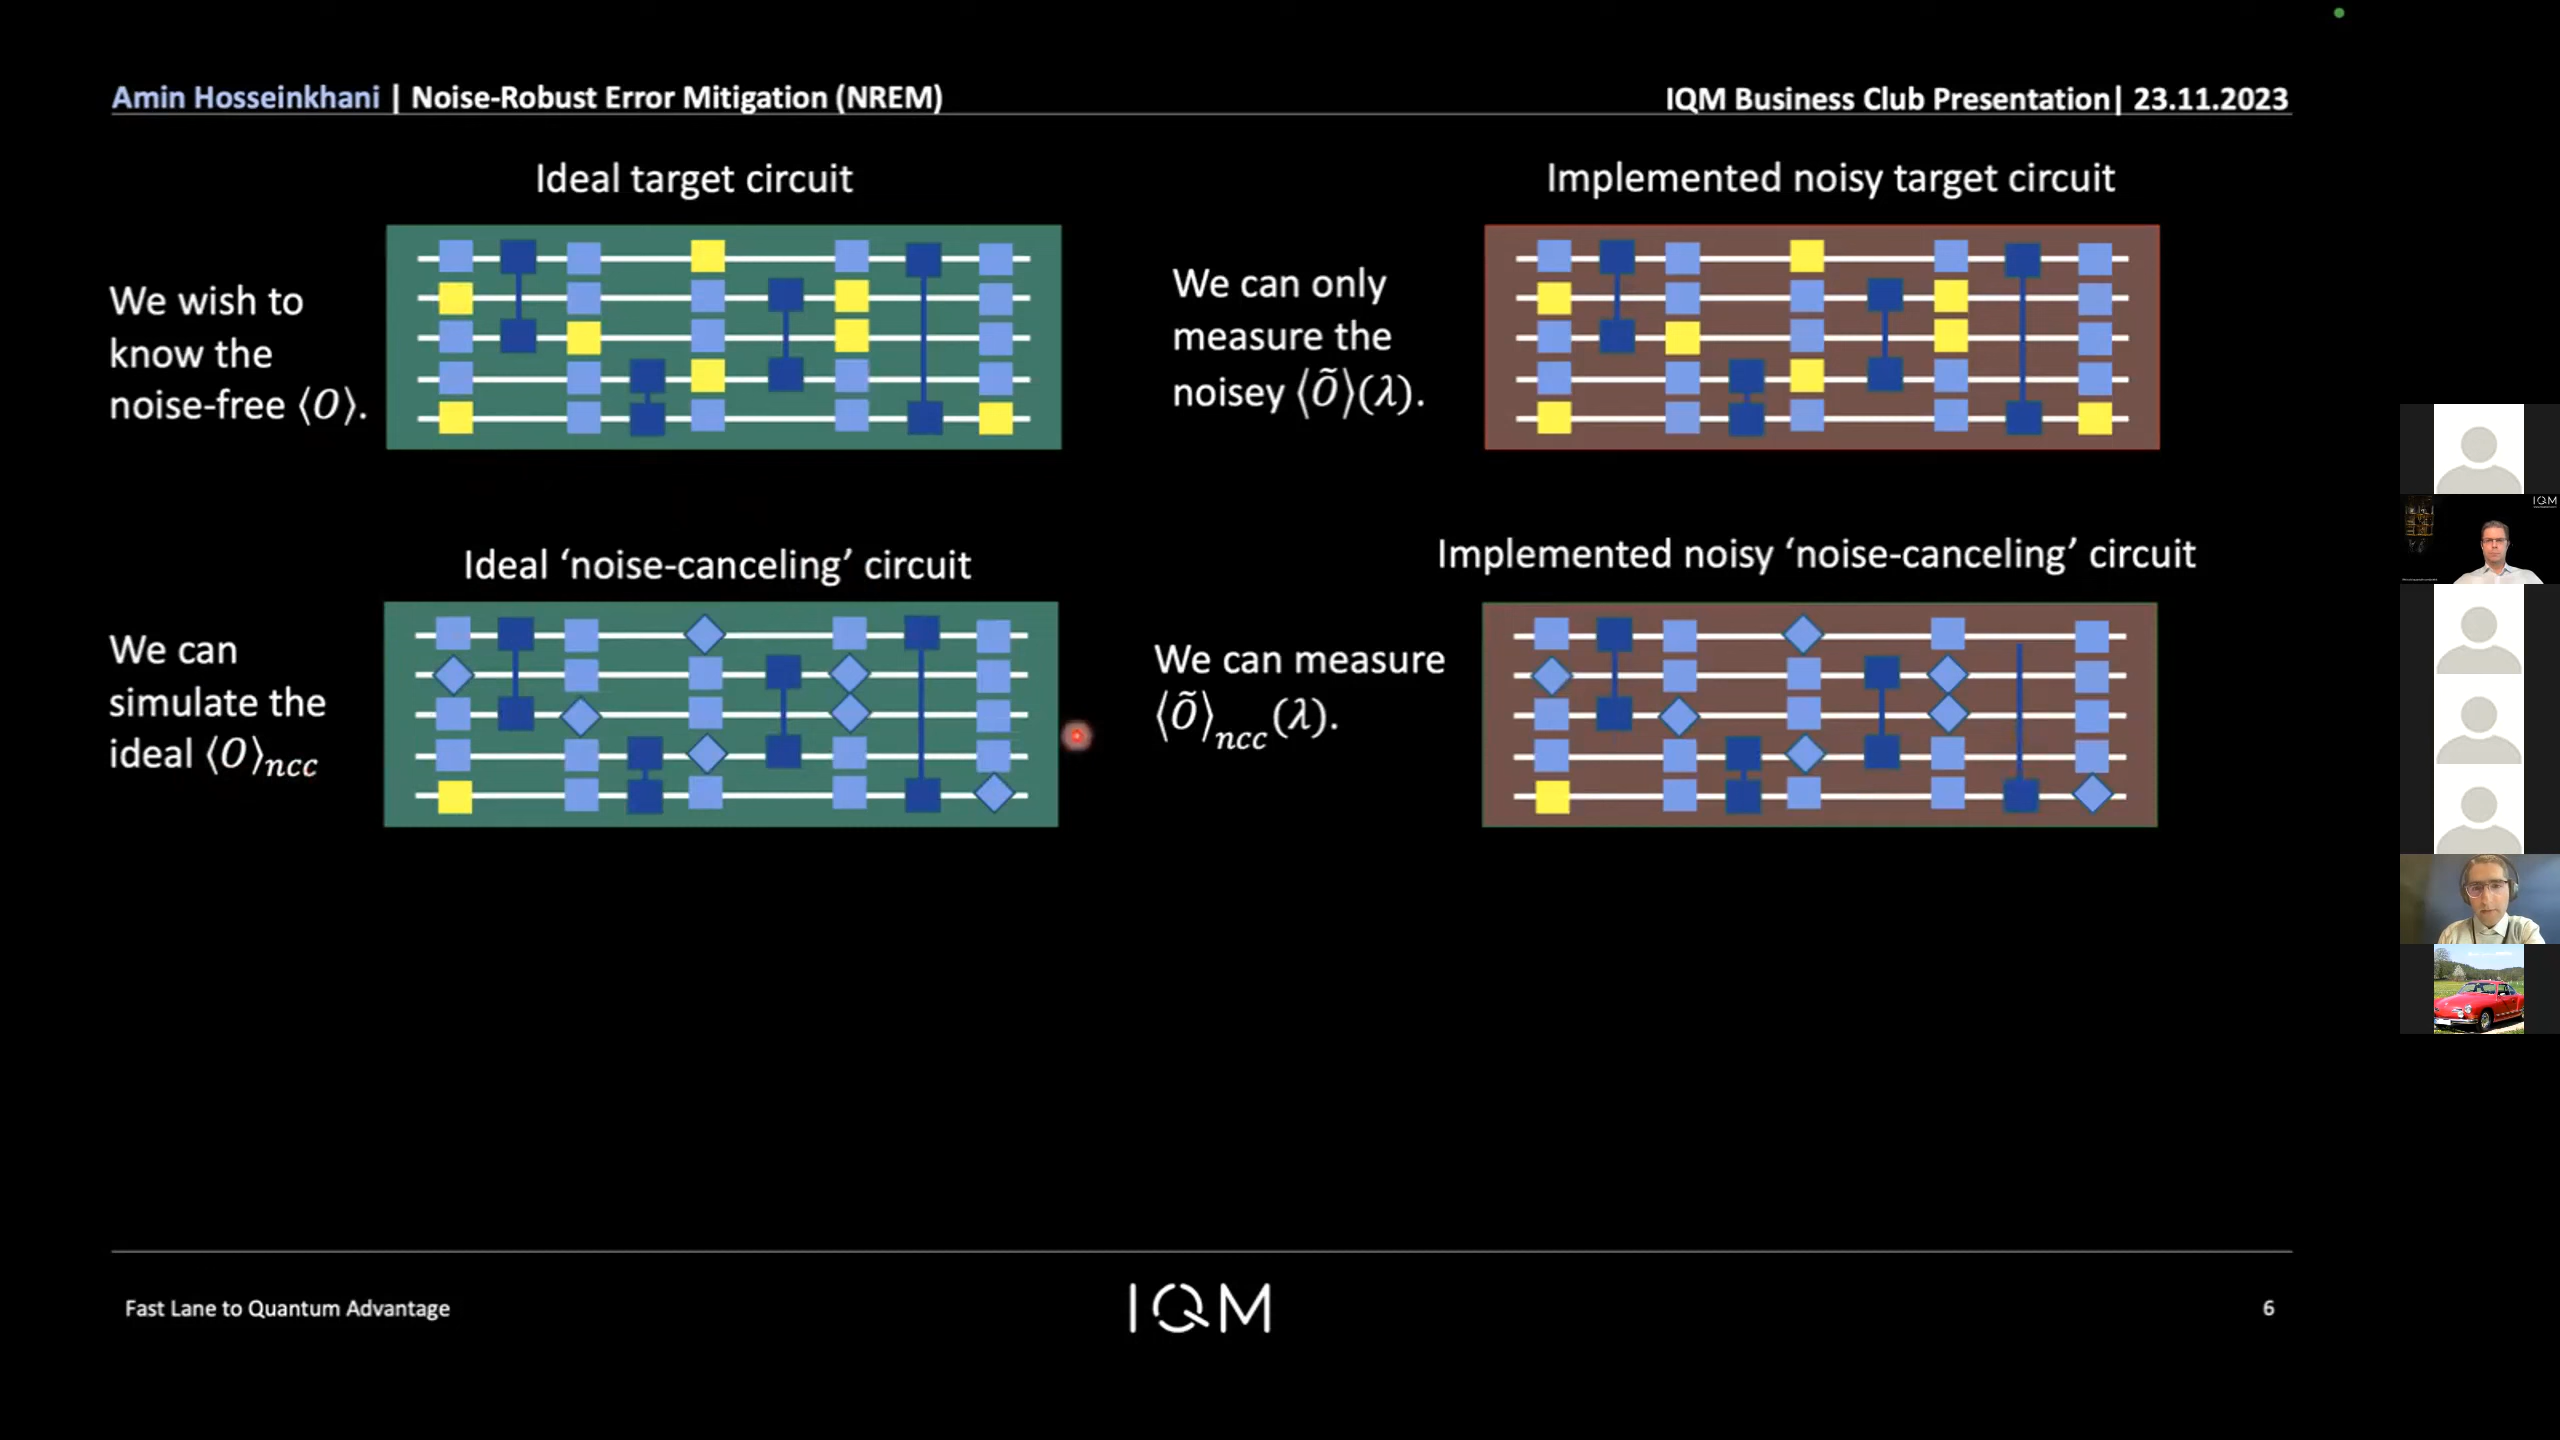 Amin Hosseinkhani | Noise-Robust Error Mitigation (NREM)
IQM Business Club Presentation| 23.11.2023
Ideal target circuit
We wish to
know the
noise-free ⟨O⟩.
Implemented noisy target circuit
We can only
measure the
noisey ⟨Õ⟩(λ).
Ideal ‘noise-canceling’ circuit
We can
simulate the
ideal ⟨O⟩ncc
Implemented noisy ‘noise-canceling’ circuit
We can measure
⟨Õ⟩ncc(λ).
IQM
Fast Lane to Quantum Advantage
IQM
6